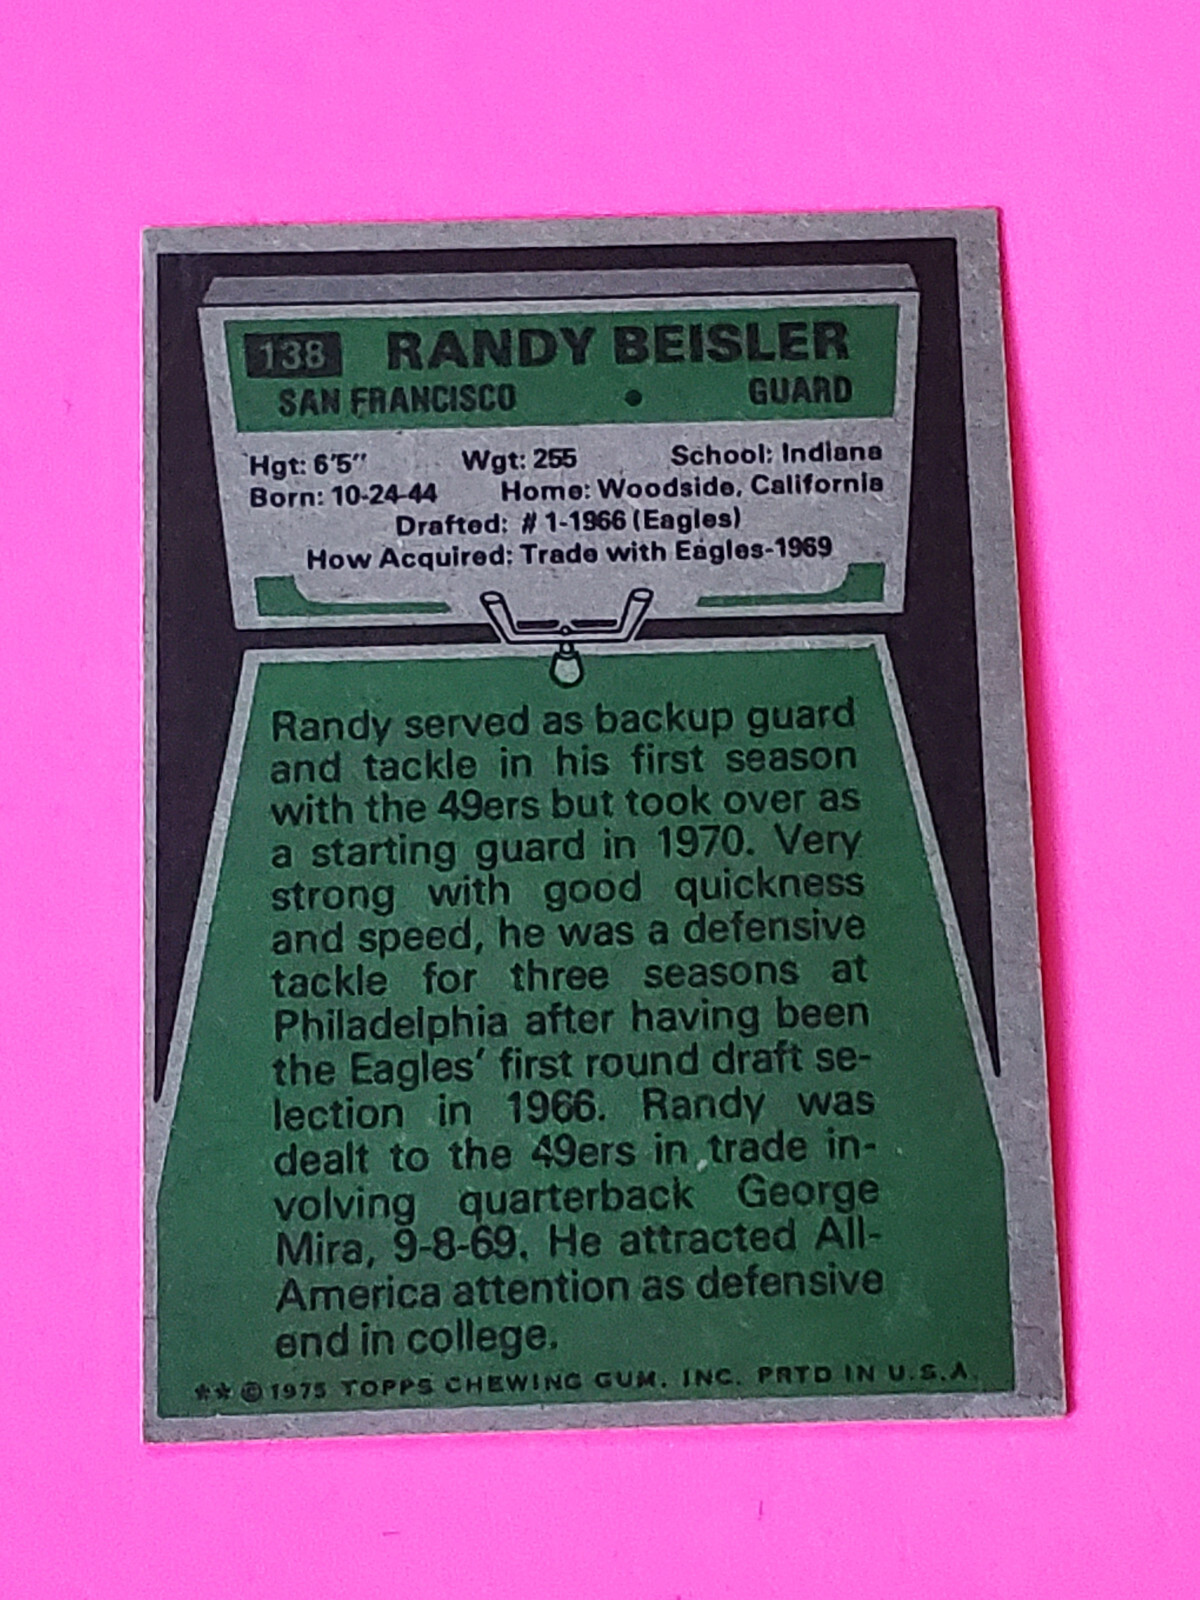 138 RANDY BEISLER
SAN FRANCISCO • GUARD
Hgt: 6'5" Wgt: 255 School: Indiana
Born: 10-24-44 Home: Woodside, California
Drafted: # 1-1966 (Eagles)
How Acquired: Trade with Eagles-1969
Randy served as backup guard
and tackle in his first season
with the 49ers but took over as
a starting guard in 1970. Very
strong with good quickness
and speed, he was a defensive
tackle for three seasons at
Philadelphia after having been
the Eagles' first round draft se-
lection in 1966. Randy was
dealt to the 49ers in trade in-
volving quarterback George
Mira, 9-8-69. He attracted All-
America attention as defensive
end in college.
** © 1975 TOPPS CHEWING GUM, INC. PRTD IN U.S.A.